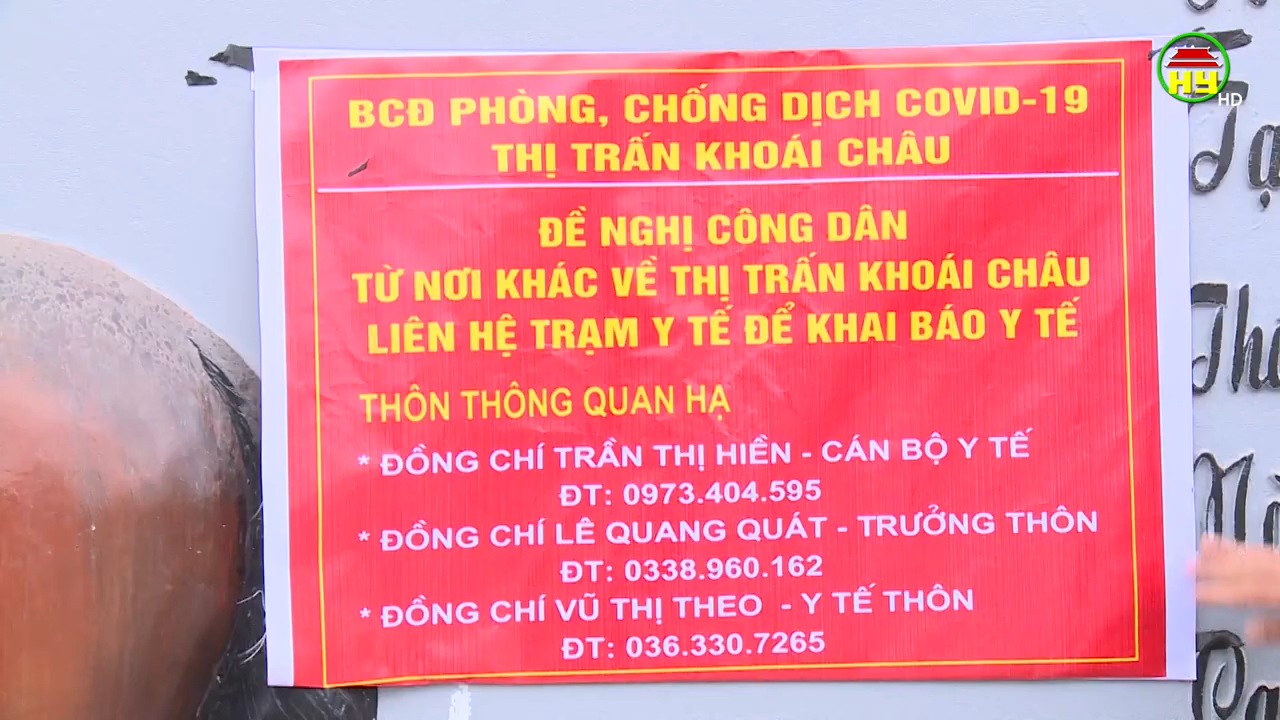 BCĐ PHÒNG, CHỐNG DỊCH COVID-19
THỊ TRẤN KHOÁI CHÂU
ĐỀ NGHỊ CÔNG DÂN
TỪ NƠI KHÁC VỀ THỊ TRẤN KHOÁI CHÂU
LIÊN HỆ TRẠM Y TẾ ĐỂ KHAI BÁO Y TẾ
THÔN THÔNG QUAN HẠ
* ĐỒNG CHÍ TRẦN THỊ HIỀN - CÁN BỘ Y TẾ
ĐT: 0973.404.595
* ĐỒNG CHÍ LÊ QUANG QUÁT - TRƯỞNG THÔN
ĐT: 0338.960.162
* ĐỒNG CHÍ VŨ THỊ THEO - Y TẾ THÔN
ĐT: 036.330.7265
HY
HD